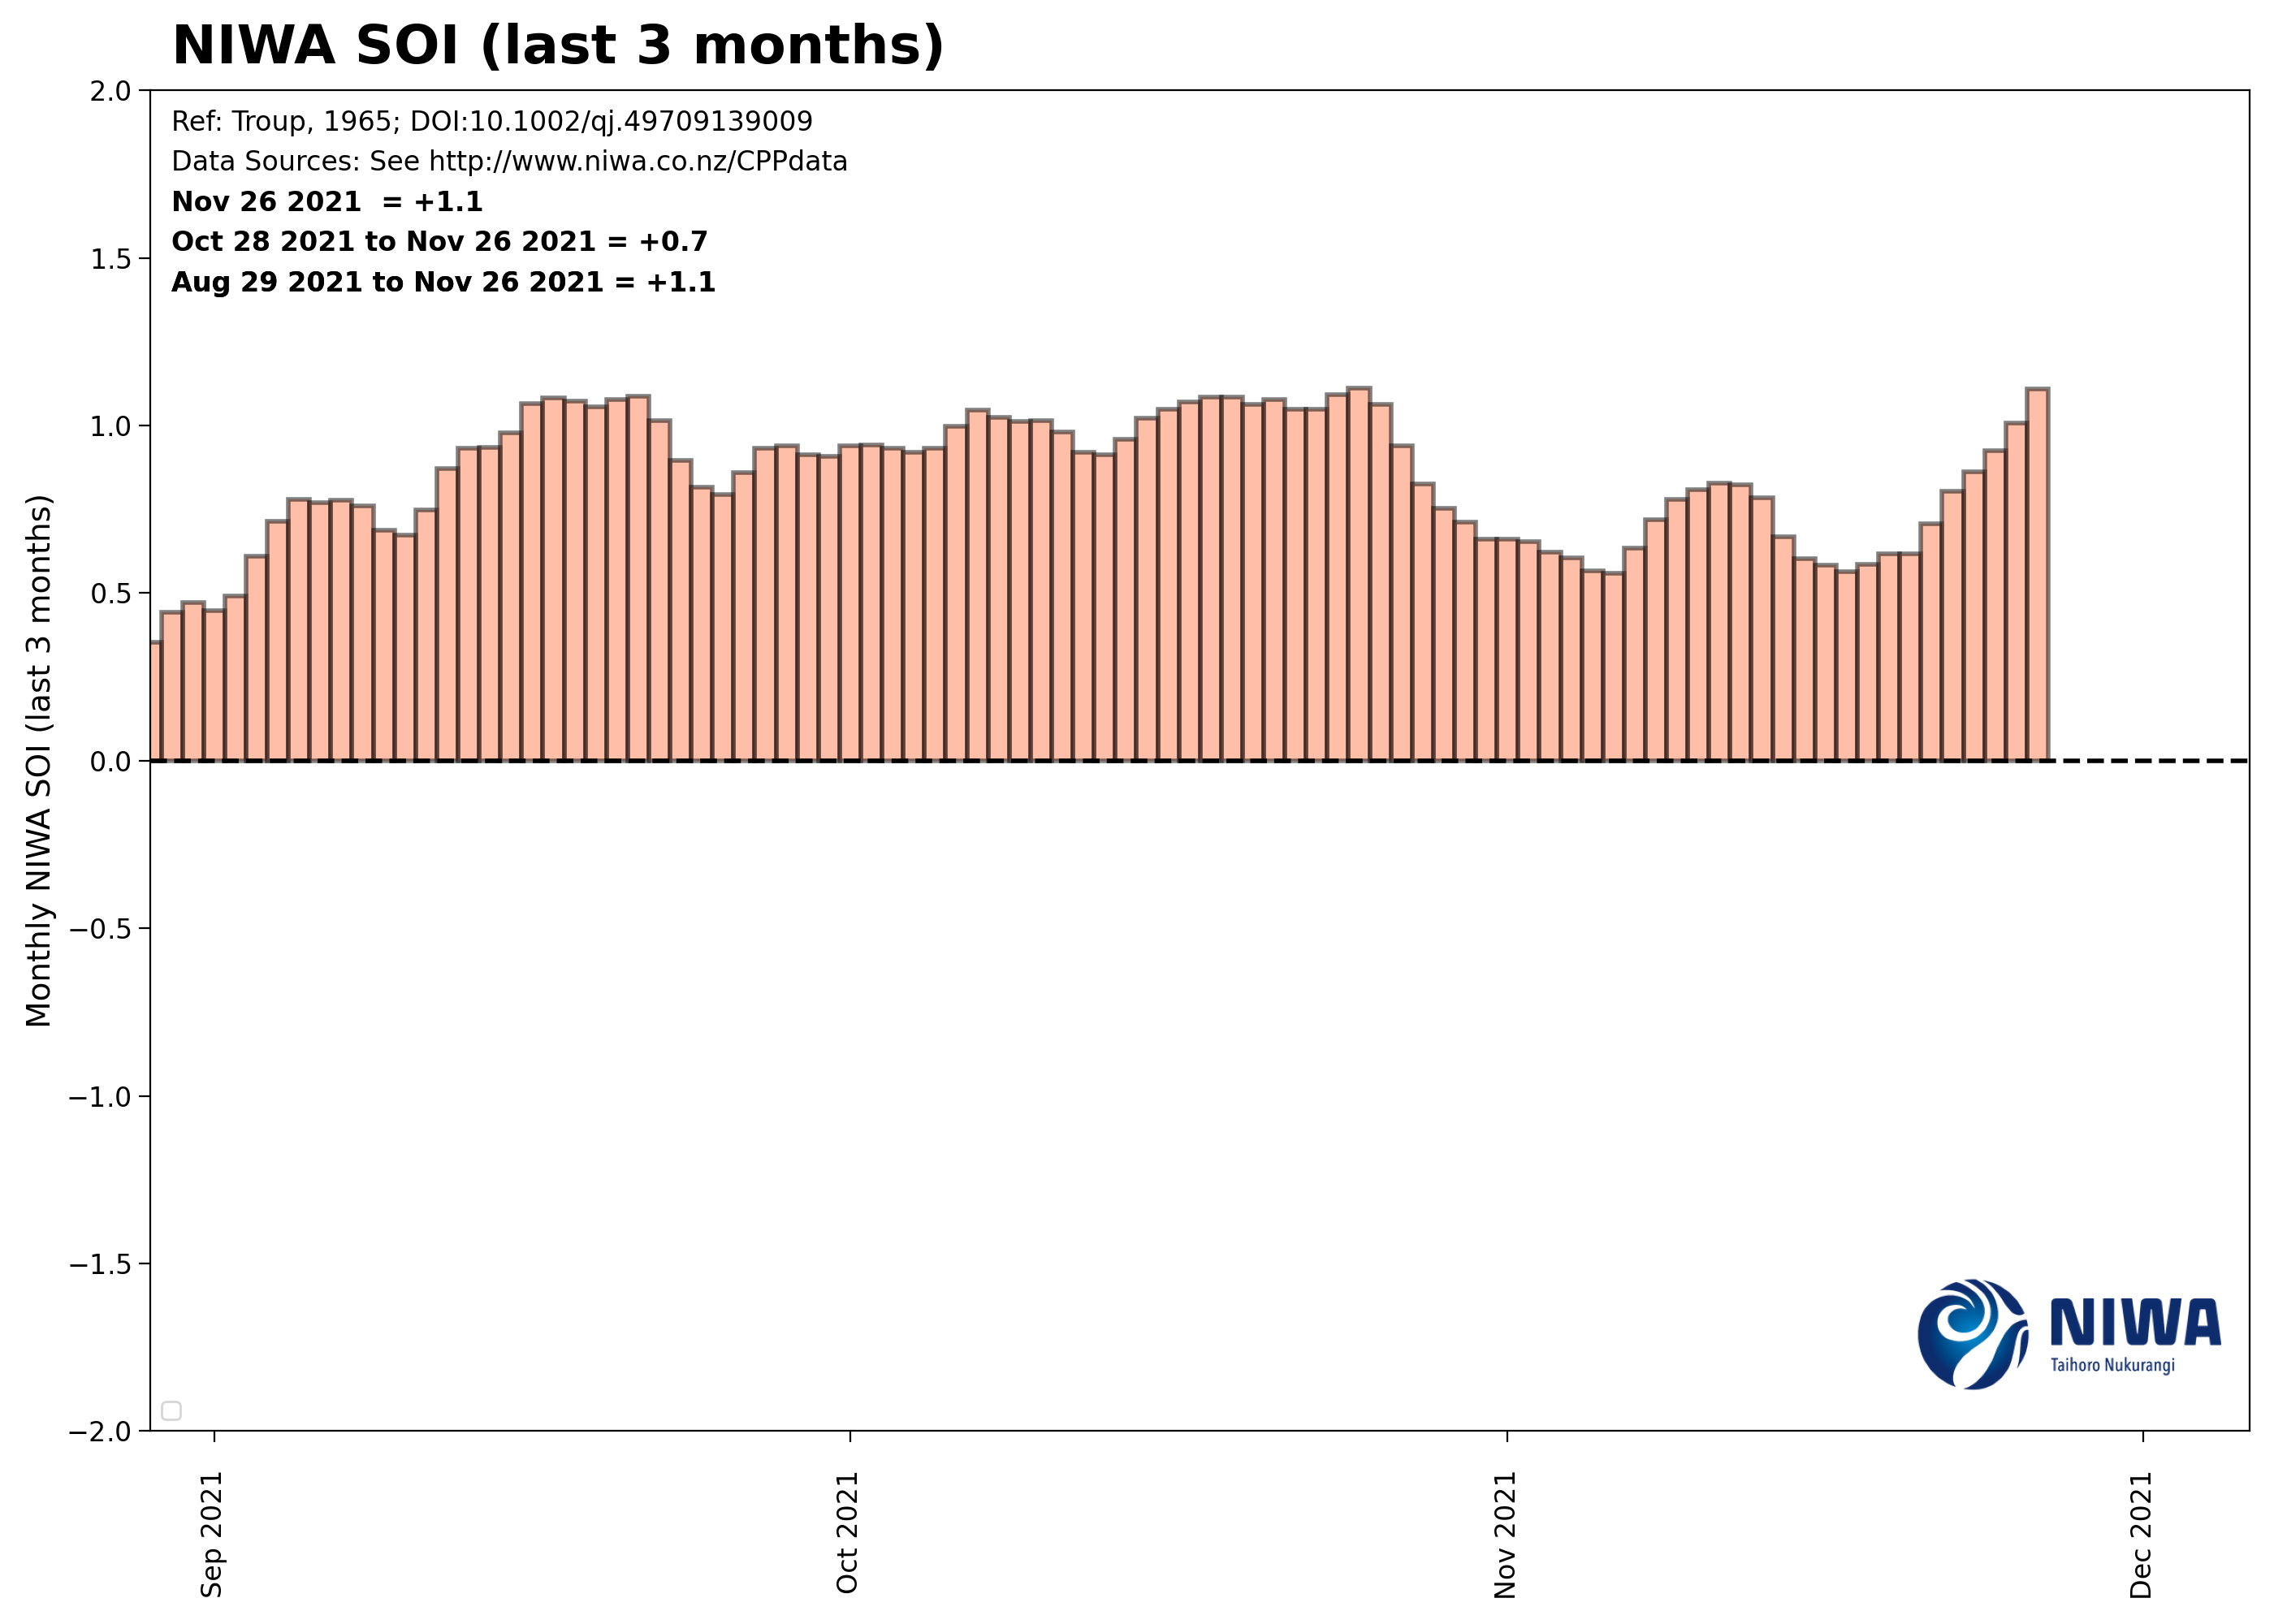 NIWA SOI (last 3 months)
Ref: Troup, 1965; DOI:10.1002/qj.49709139009
Data Sources: See http://www.niwa.co.nz/CPPdata
Nov 26 2021  = +1.1
Oct 28 2021 to Nov 26 2021 = +0.7
Aug 29 2021 to Nov 26 2021 = +1.1
Monthly NIWA SOI (last 3 months)
2.0
1.5
1.0
0.5
0.0
−0.5
−1.0
−1.5
−2.0
NIWA
Taihoro Nukurangi
Sep 2021
Oct 2021
Nov 2021
Dec 2021